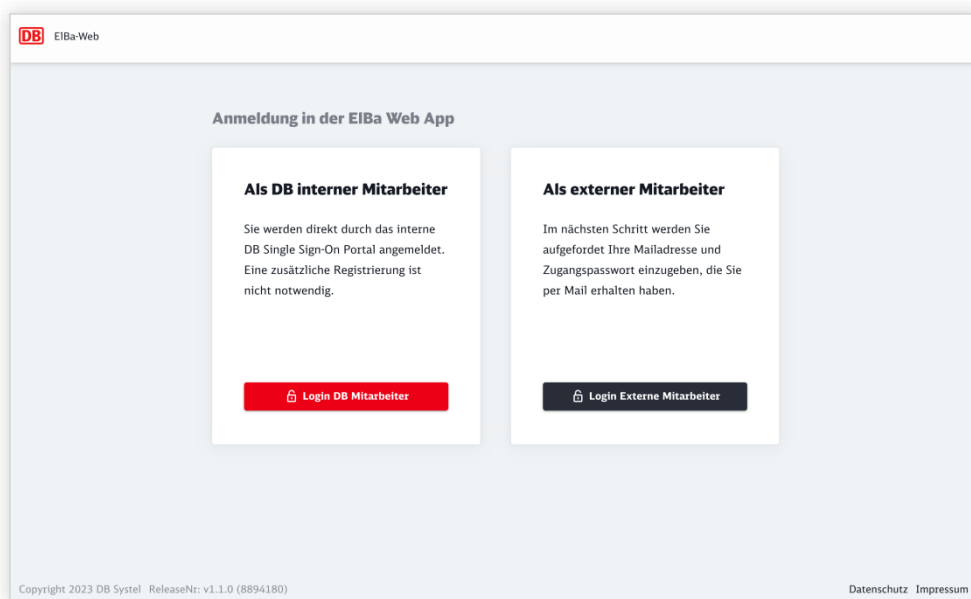 DB ElBa-Web
Anmeldung in der ElBa Web App
Als DB interner Mitarbeiter
Sie werden direkt durch das interne
DB Single Sign-On Portal angemeldet.
Eine zusätzliche Registrierung ist
nicht notwendig.
Login DB Mitarbeiter
Als externer Mitarbeiter
Im nächsten Schritt werden Sie
aufgefordet Ihre Mailadresse und
Zugangspasswort einzugeben, die Sie
per Mail erhalten haben.
Login Externe Mitarbeiter
Copyright 2023 DB Systel ReleaseNr: v1.1.0 (8894180)
Datenschutz Impressum